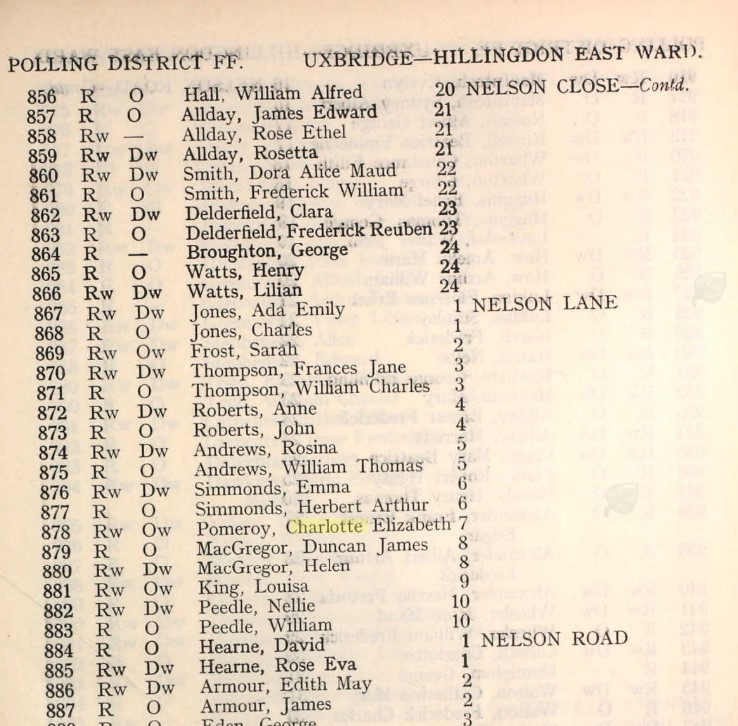 POLLING DISTRICT FF. UXBRIDGE—HILLINGDON EAST WARD.
856 R O Hall, William Alfred 20 NELSON CLOSE—Contd.
857 R O Allday, James Edward 21
858 Rw — Allday, Rose Ethel 21
859 Rw Dw Allday, Rosetta 21
860 Rw Dw Smith, Dora Alice Maud 22
861 R O Smith, Frederick William 22
862 Rw Dw Delderfield, Clara 23
863 R O Delderfield, Frederick Reuben 23
864 R — Broughton, George 24
865 R O Watts, Henry 24
866 Rw Dw Watts, Lilian 24
867 Rw Dw Jones, Ada Emily 1 NELSON LANE
868 R O Jones, Charles 1
869 Rw Ow Frost, Sarah 2
870 Rw Dw Thompson, Frances Jane 3
871 R O Thompson, William Charles 3
872 Rw Dw Roberts, Anne 4
873 R O Roberts, John 4
874 Rw Dw Andrews, Rosina 5
875 R O Andrews, William Thomas 5
876 Rw Dw Simmonds, Emma 6
877 R O Simmonds, Herbert Arthur 6
878 Rw Ow Pomeroy, Charlotte Elizabeth 7
879 R O MacGregor, Duncan James 8
880 Rw Dw MacGregor, Helen 8
881 Rw Ow King, Louisa 9
882 Rw Dw Peedle, Nellie 10
883 R O Peedle, William 10
884 R O Hearne, David 1 NELSON ROAD
885 Rw Dw Hearne, Rose Eva 1
886 Rw Dw Armour, Edith May 2
887 R O Armour, James 2
Eden, George 3